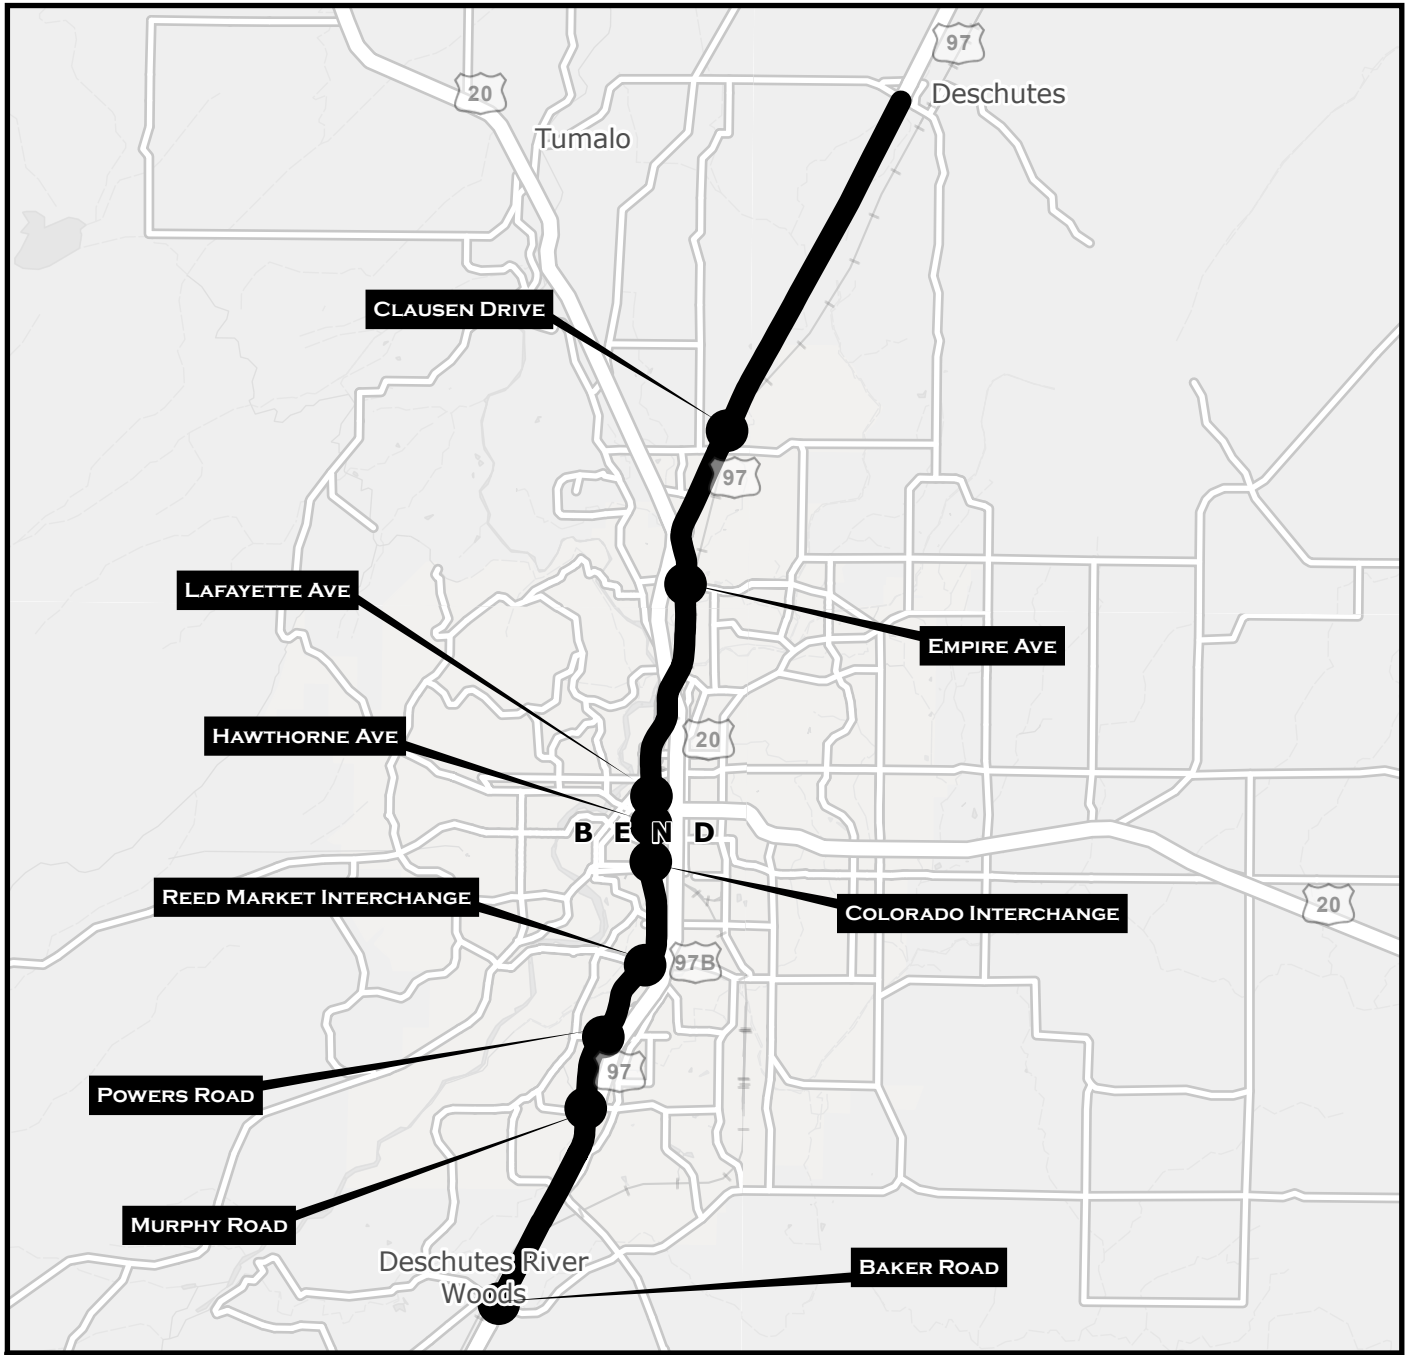 97
20
Deschutes
Tumalo
CLAUSEN DRIVE
97
LAFAYETTE AVE
EMPIRE AVE
HAWTHORNE AVE
20
B E N D
REED MARKET INTERCHANGE
COLORADO INTERCHANGE
20
97B
97
POWERS ROAD
MURPHY ROAD
Deschutes River
Woods
BAKER ROAD